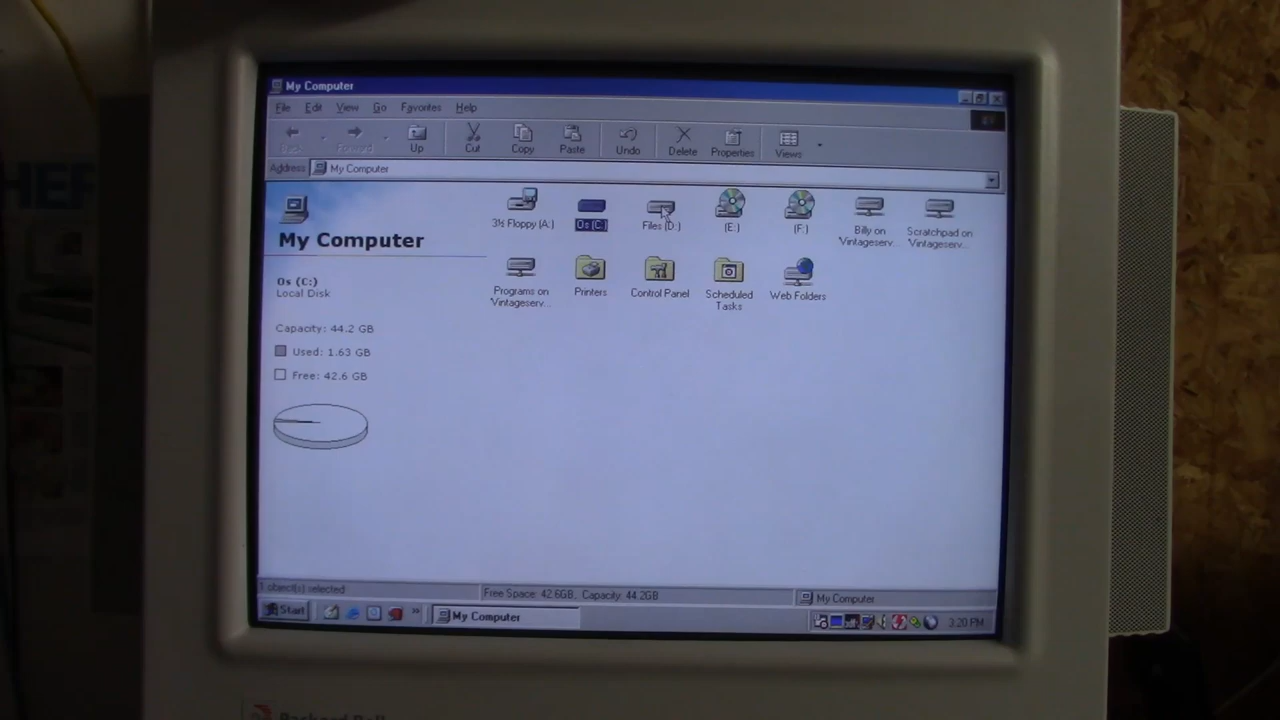 My Computer
File Edit View Go Favorites Help
Back Forward Up Cut Copy Paste Undo Delete Properties Views
Address My Computer
3½ Floppy (A:) Os (C:) Files (D:) (E:) (F:) Billy on 'Vintageserv... Scratchpad on 'Vintageserv...
My Computer
Programs on 'Vintageserv... Printers Control Panel Scheduled Tasks Web Folders
Os (C:)
Local Disk
Capacity: 44.2 GB
Used: 1.63 GB
Free: 42.6 GB
1 object(s) selected Free Space: 42.6GB, Capacity: 44.2GB My Computer
Start » My Computer 3:20 PM
Packard Bell
HEF